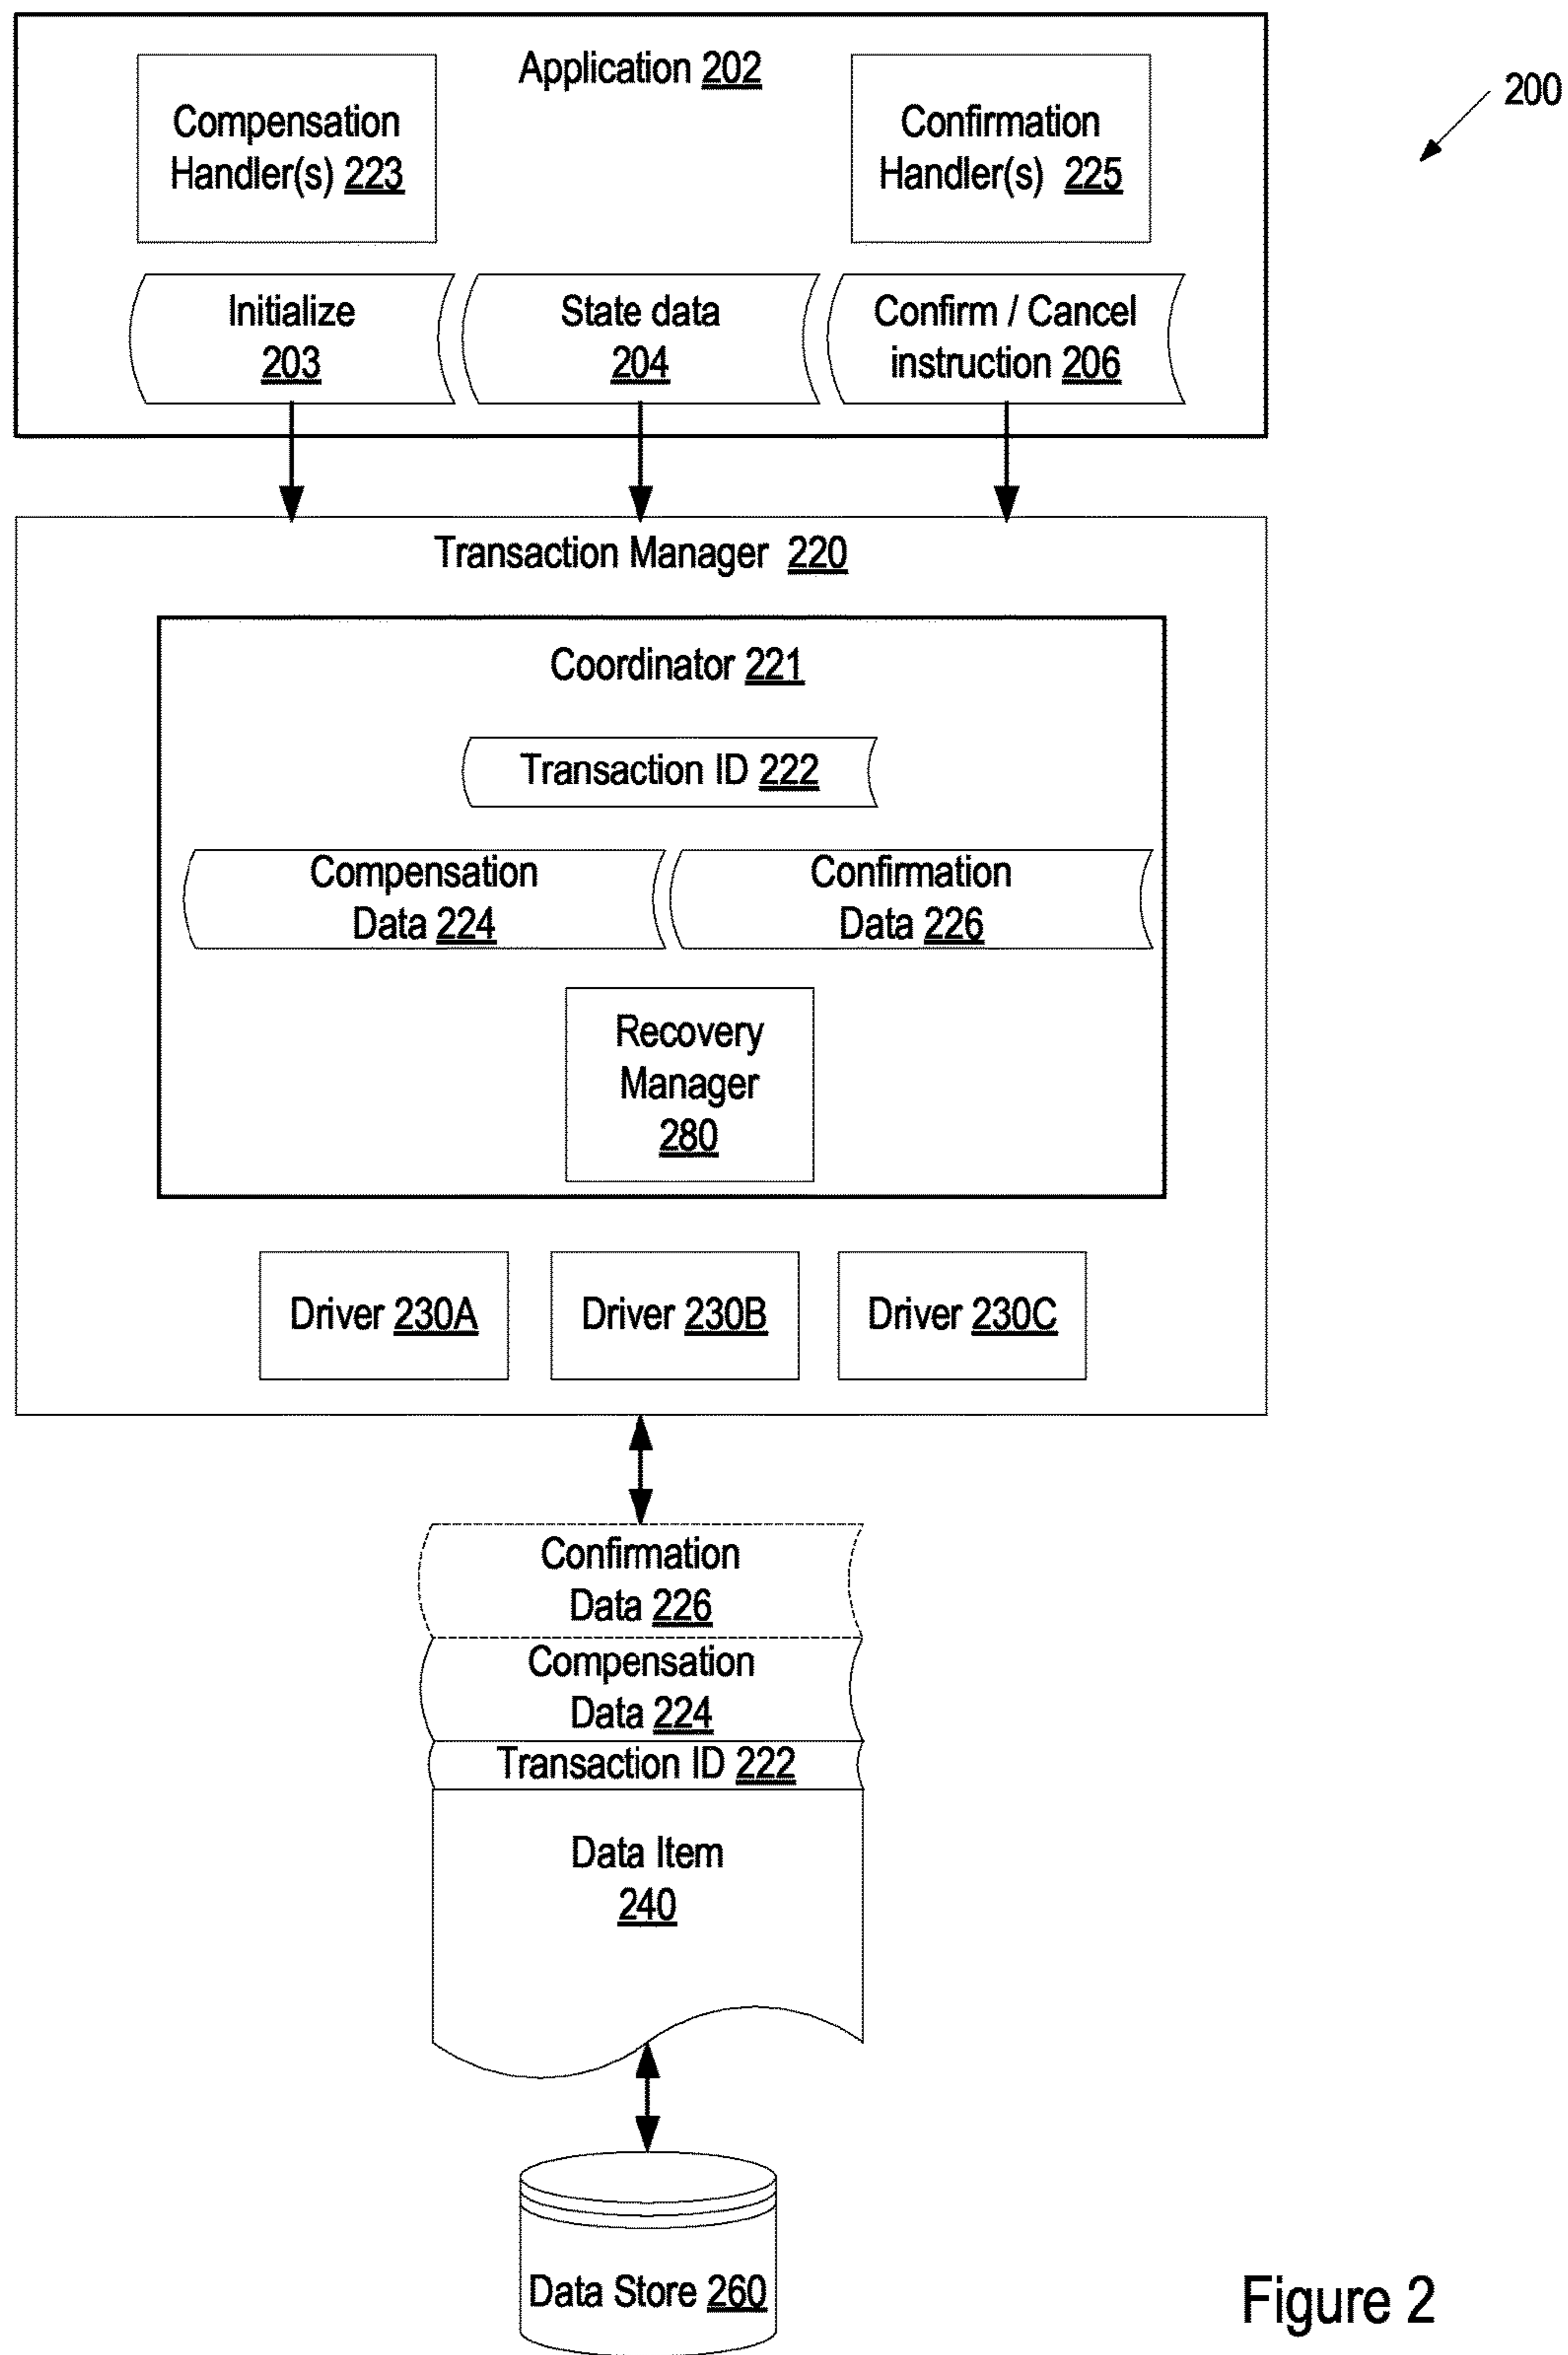 Application 202
200
Compensation
Handler(s) 223
Confirmation
Handler(s) 225
Initialize
203
State data
204
Confirm / Cancel
instruction 206
Transaction Manager 220
Coordinator 221
Transaction ID 222
Compensation
Data 224
Confirmation
Data 226
Recovery
Manager
280
Driver 230A
Driver 230B
Driver 230C
Confirmation
Data 226
Compensation
Data 224
Transaction ID 222
Data Item
240
Data Store 260
Figure 2